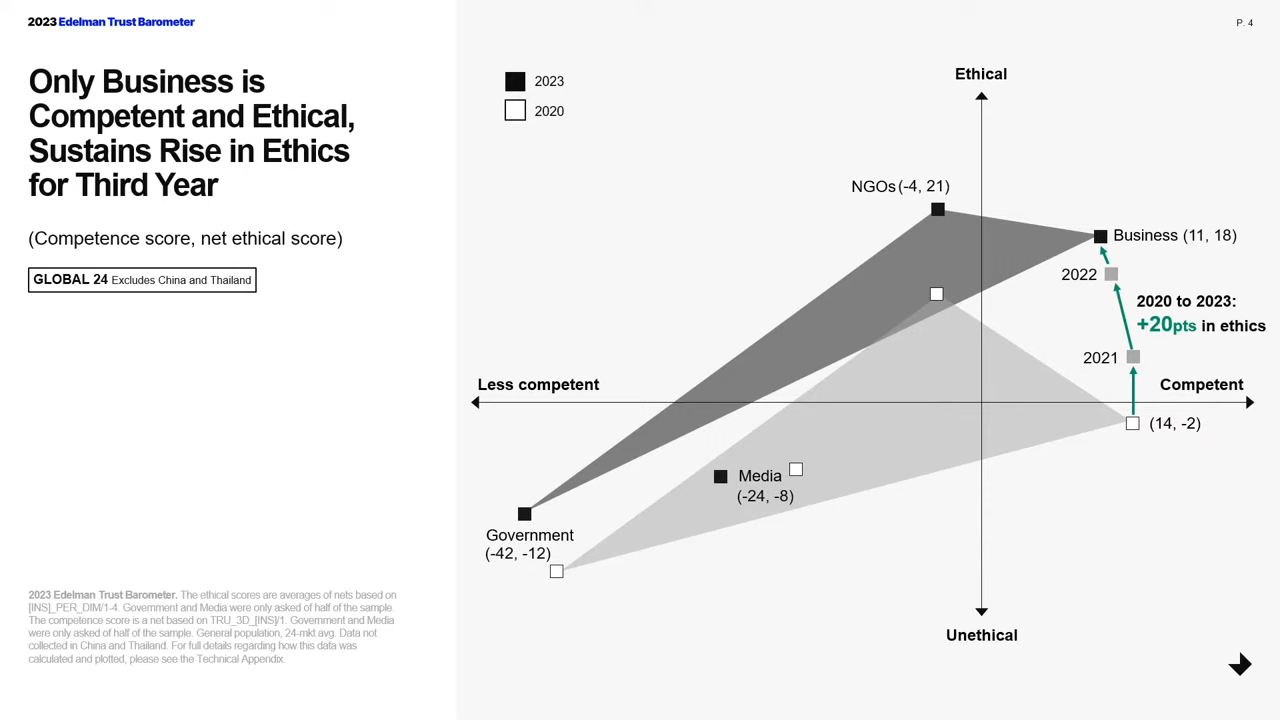 2023 Edelman Trust Barometer
P. 4
Only Business is
Competent and Ethical,
Sustains Rise in Ethics
for Third Year
(Competence score, net ethical score)
GLOBAL 24 Excludes China and Thailand
2023
2020
Ethical
NGOs (-4, 21)
Business (11, 18)
2022
2020 to 2023:
+20pts in ethics
2021
Less competent
Competent
(14, -2)
Media
(-24, -8)
Government
(-42, -12)
Unethical
2023 Edelman Trust Barometer. The ethical scores are averages of nets based on
[INS]_PER_DIM/1-4. Government and Media were only asked of half of the sample.
The competence score is a net based on TRU_3D_[INS]/1. Government and Media
were only asked of half of the sample. General population, 24-mkt avg. Data not
collected in China and Thailand. For full details regarding how this data was
calculated and plotted, please see the Technical Appendix.